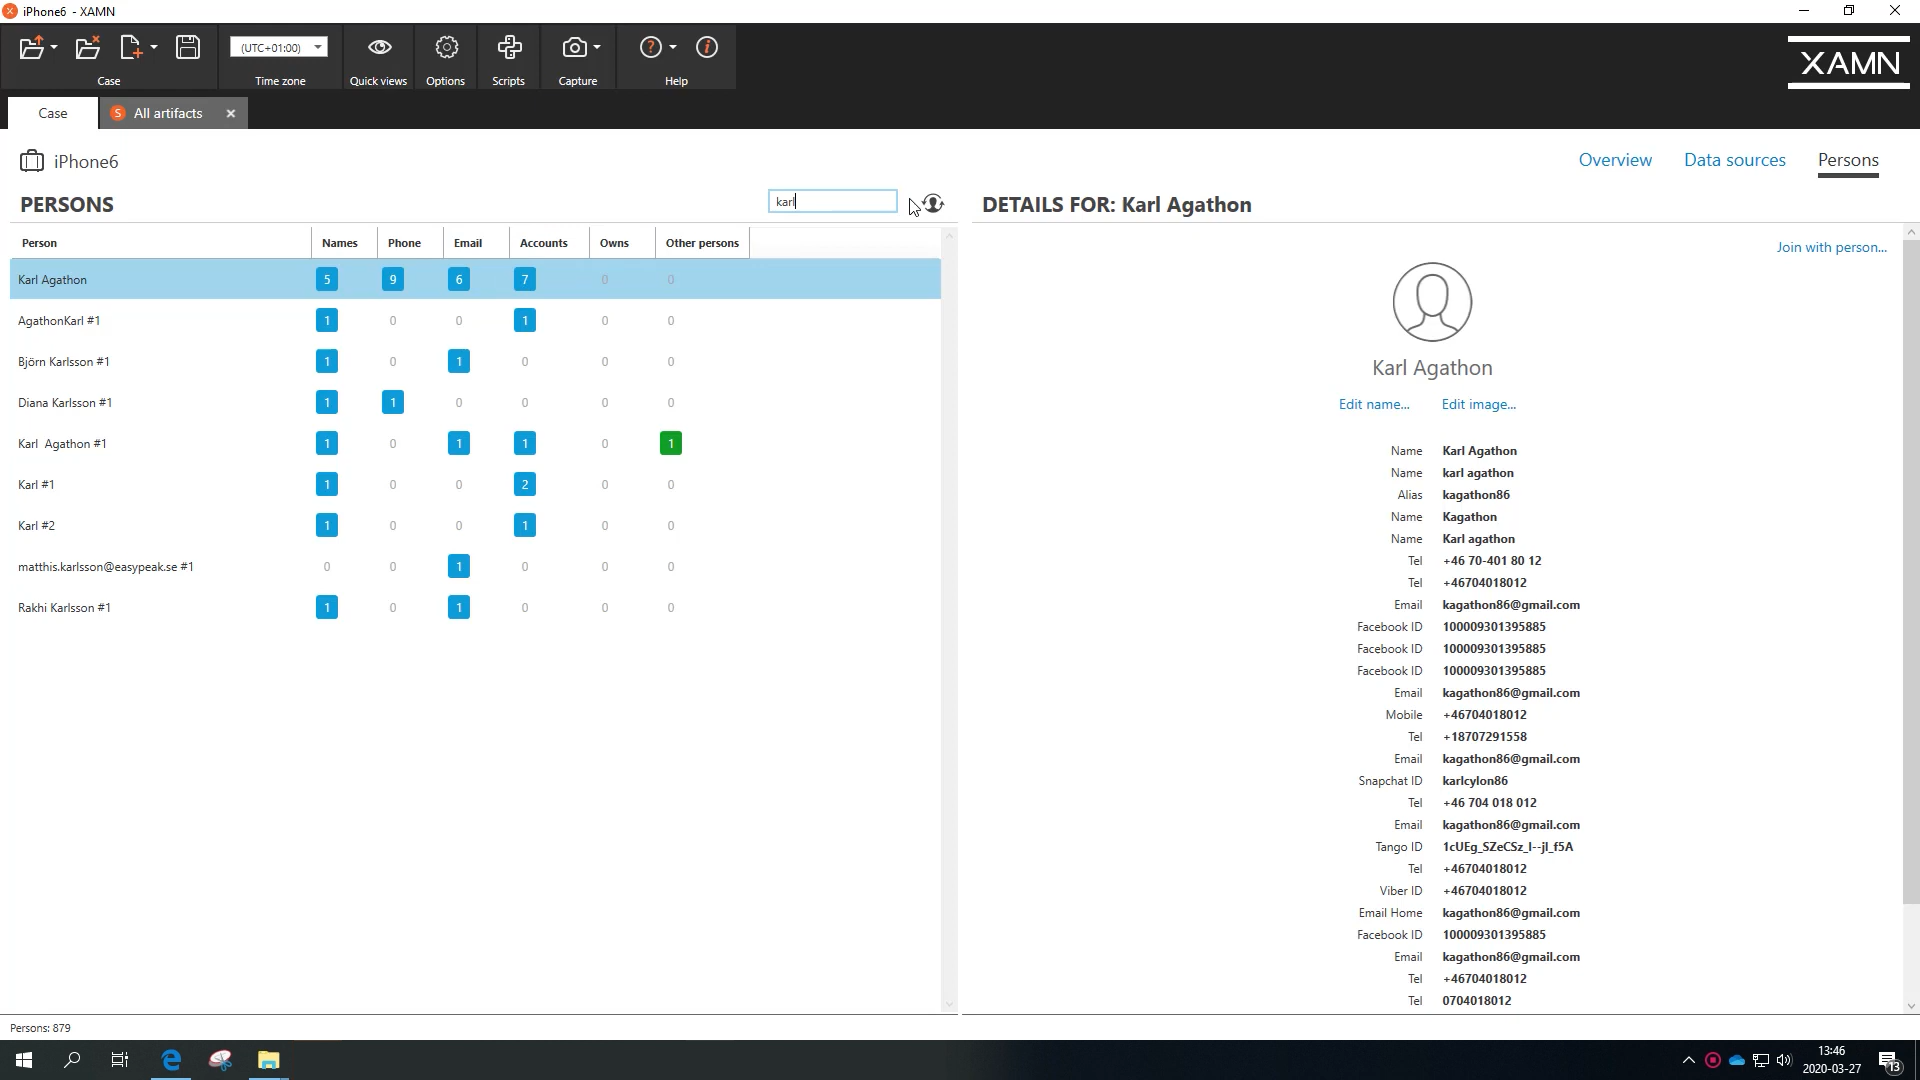 iPhone6 - XAMN
(UTC+01:00)
Case
Time zone
Quick views
Options
Scripts
Capture
Help
XAMN
Case
S All artifacts
iPhone6
Overview Data sources Persons
PERSONS
karl
DETAILS FOR: Karl Agathon
Person Names Phone Email Accounts Owns Other persons
Karl Agathon 5 9 6 7 0 0
AgathonKarl #1 1 0 0 1 0 0
Björn Karlsson #1 1 0 1 0 0 0
Diana Karlsson #1 1 1 0 0 0 0
Karl  Agathon #1 1 0 1 1 0 1
Karl #1 1 0 0 2 0 0
Karl #2 1 0 0 1 0 0
matthis.karlsson@easypeak.se #1 0 0 1 0 0 0
Rakhi Karlsson #1 1 0 1 0 0 0
Join with person...
Karl Agathon
Edit name... Edit image...
Name Karl Agathon
Name karl agathon
Alias kagathon86
Name Kagathon
Name Karl agathon
Tel +46 70-401 80 12
Tel +46704018012
Email kagathon86@gmail.com
Facebook ID 100009301395885
Facebook ID 100009301395885
Facebook ID 100009301395885
Email kagathon86@gmail.com
Mobile +46704018012
Tel +18707291558
Email kagathon86@gmail.com
Snapchat ID karlcylon86
Tel +46 704 018 012
Email kagathon86@gmail.com
Tango ID 1cUEg_SZeCSz_I--jI_f5A
Tel +46704018012
Viber ID +46704018012
Email Home kagathon86@gmail.com
Facebook ID 100009301395885
Email kagathon86@gmail.com
Tel +46704018012
Tel 0704018012
Persons: 879
13:46
2020-03-27
13